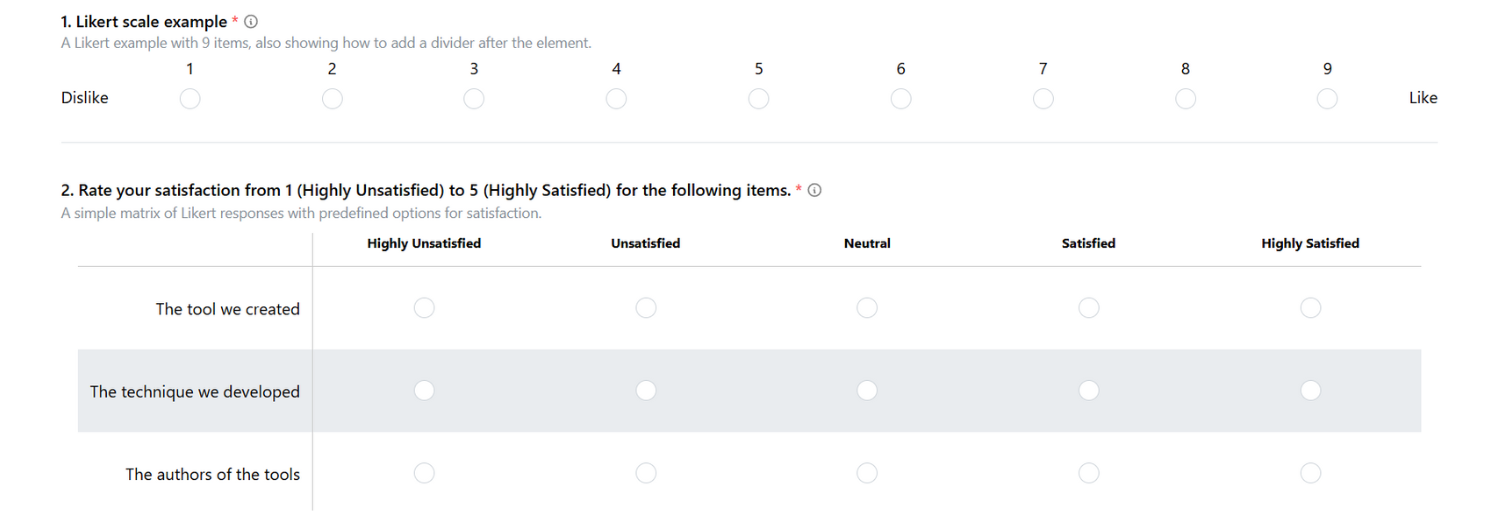 1. Likert scale example *
A Likert example with 9 items, also showing how to add a divider after the element.
1 2 3 4 5 6 7 8 9
Dislike Like
2. Rate your satisfaction from 1 (Highly Unsatisfied) to 5 (Highly Satisfied) for the following items. *
A simple matrix of Likert responses with predefined options for satisfaction.
Highly Unsatisfied Unsatisfied Neutral Satisfied Highly Satisfied
The tool we created
The technique we developed
The authors of the tools